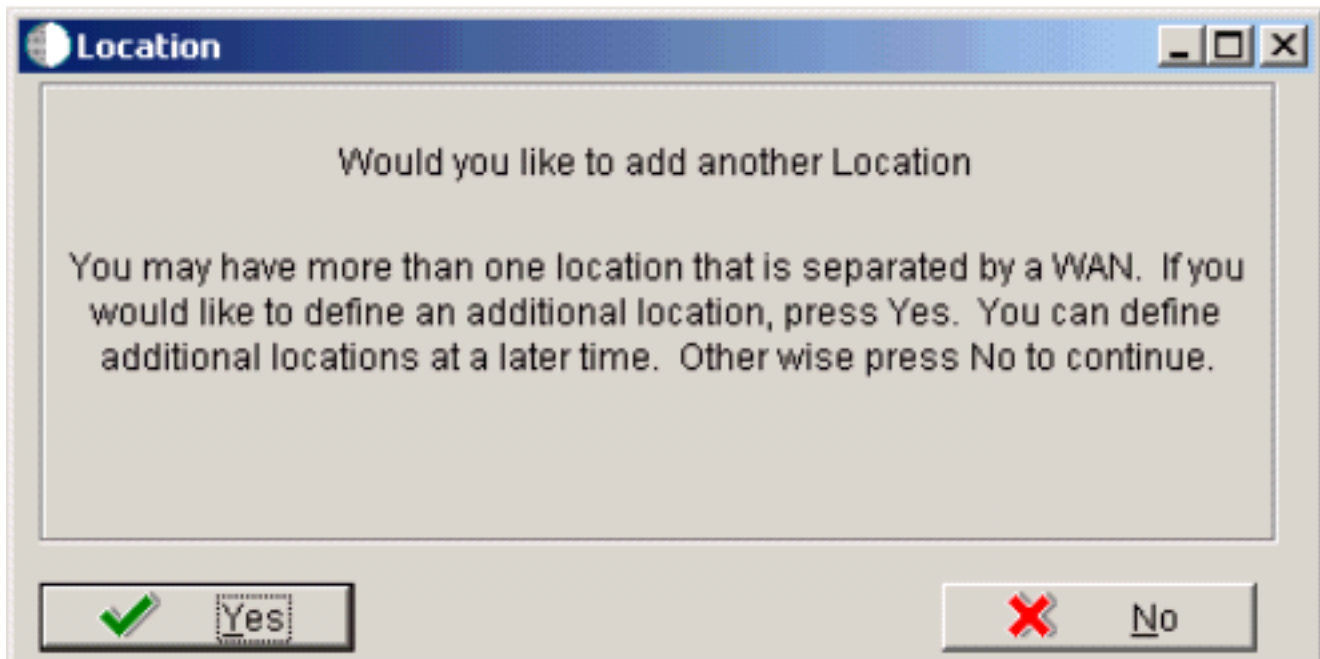 Location
Would you like to add another Location
You may have more than one location that is separated by a WAN.  If you
would like to define an additional location, press Yes.  You can define
additional locations at a later time.  Other wise press No to continue.
Yes
No